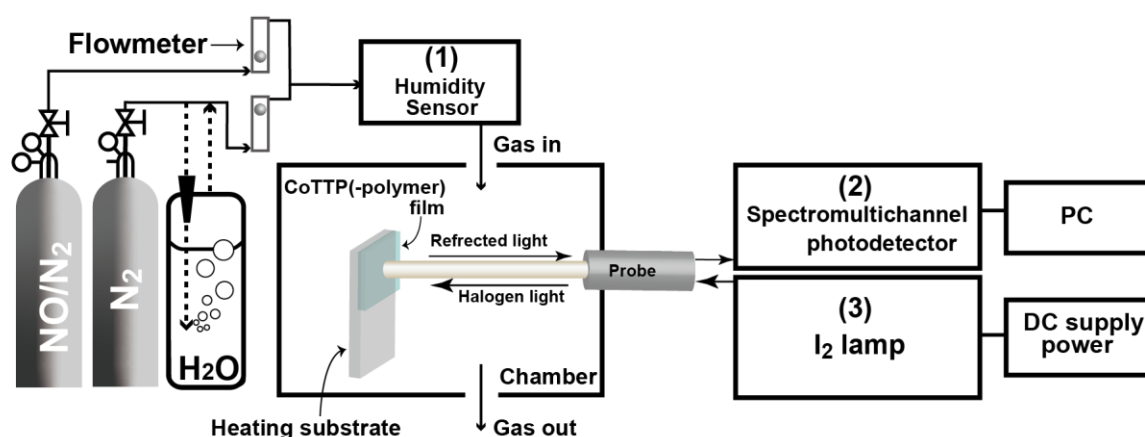 Flowmeter
(1)
Humidity
Sensor
Gas in
NO/N2
N2
H2O
CoTTP(-polymer)
film
Refrected light
Halogen light
Probe
(2)
Spectromultichannel
photodetector
PC
(3)
I2 lamp
DC supply
power
Chamber
Heating substrate
Gas out